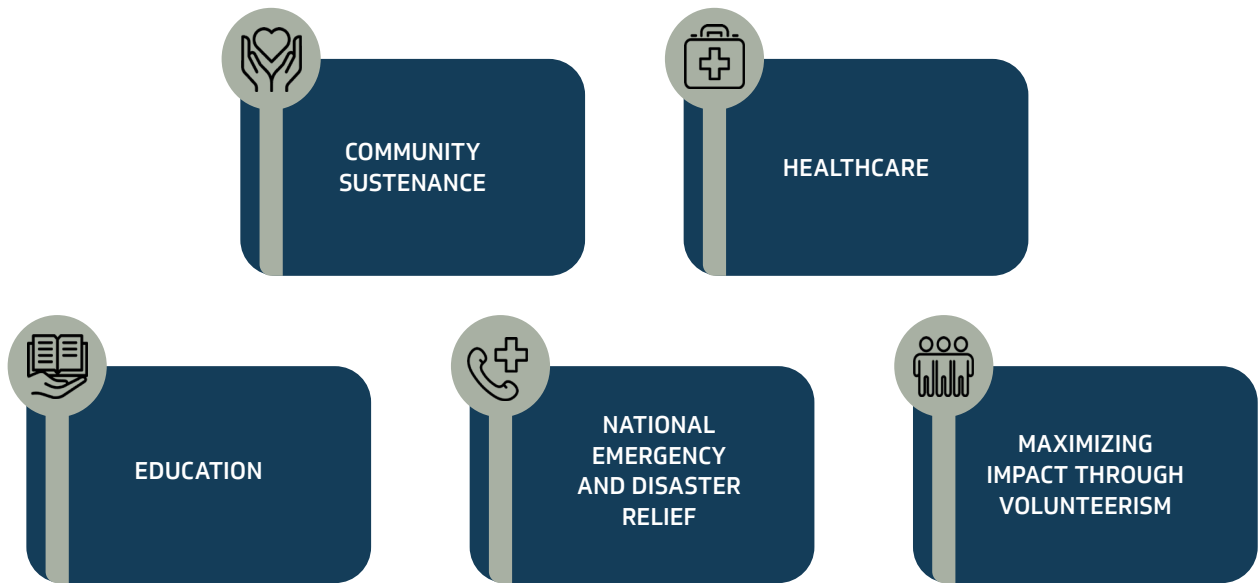 COMMUNITY
SUSTENANCE
HEALTHCARE
EDUCATION
NATIONAL
EMERGENCY
AND DISASTER
RELIEF
MAXIMIZING
IMPACT THROUGH
VOLUNTEERISM